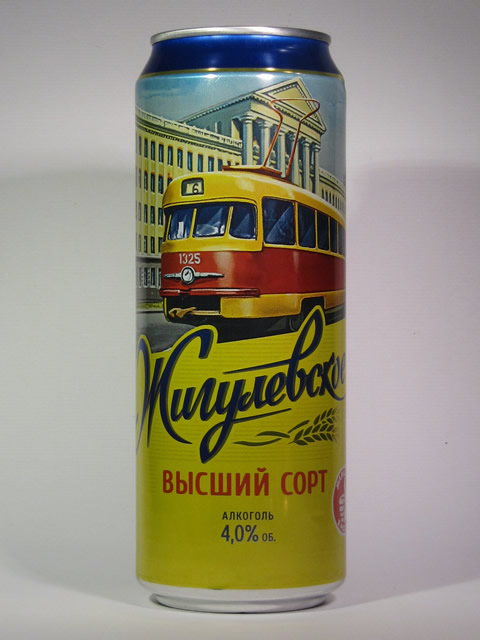 6
1325
Жигулевское
ВЫСШИЙ СОРТ
АЛКОГОЛЬ
4,0% ОБ.